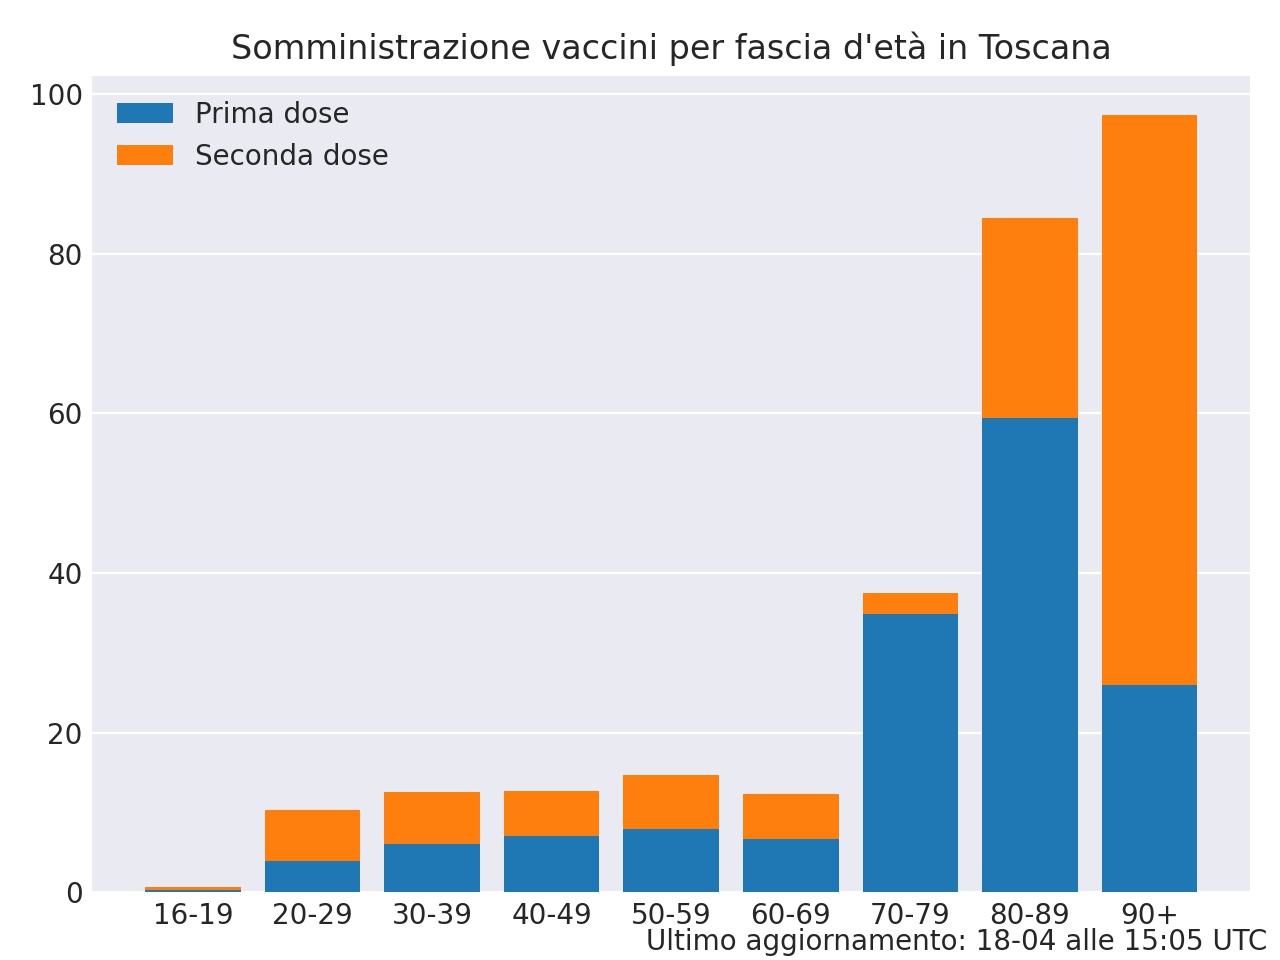 Somministrazione vaccini per fascia d'età in Toscana
100
80
60
40
20
0
Prima dose
Seconda dose
16-19 20-29 30-39 40-49 50-59 60-69 70-79 80-89 90+
Ultimo aggiornamento: 18-04 alle 15:05 UTC